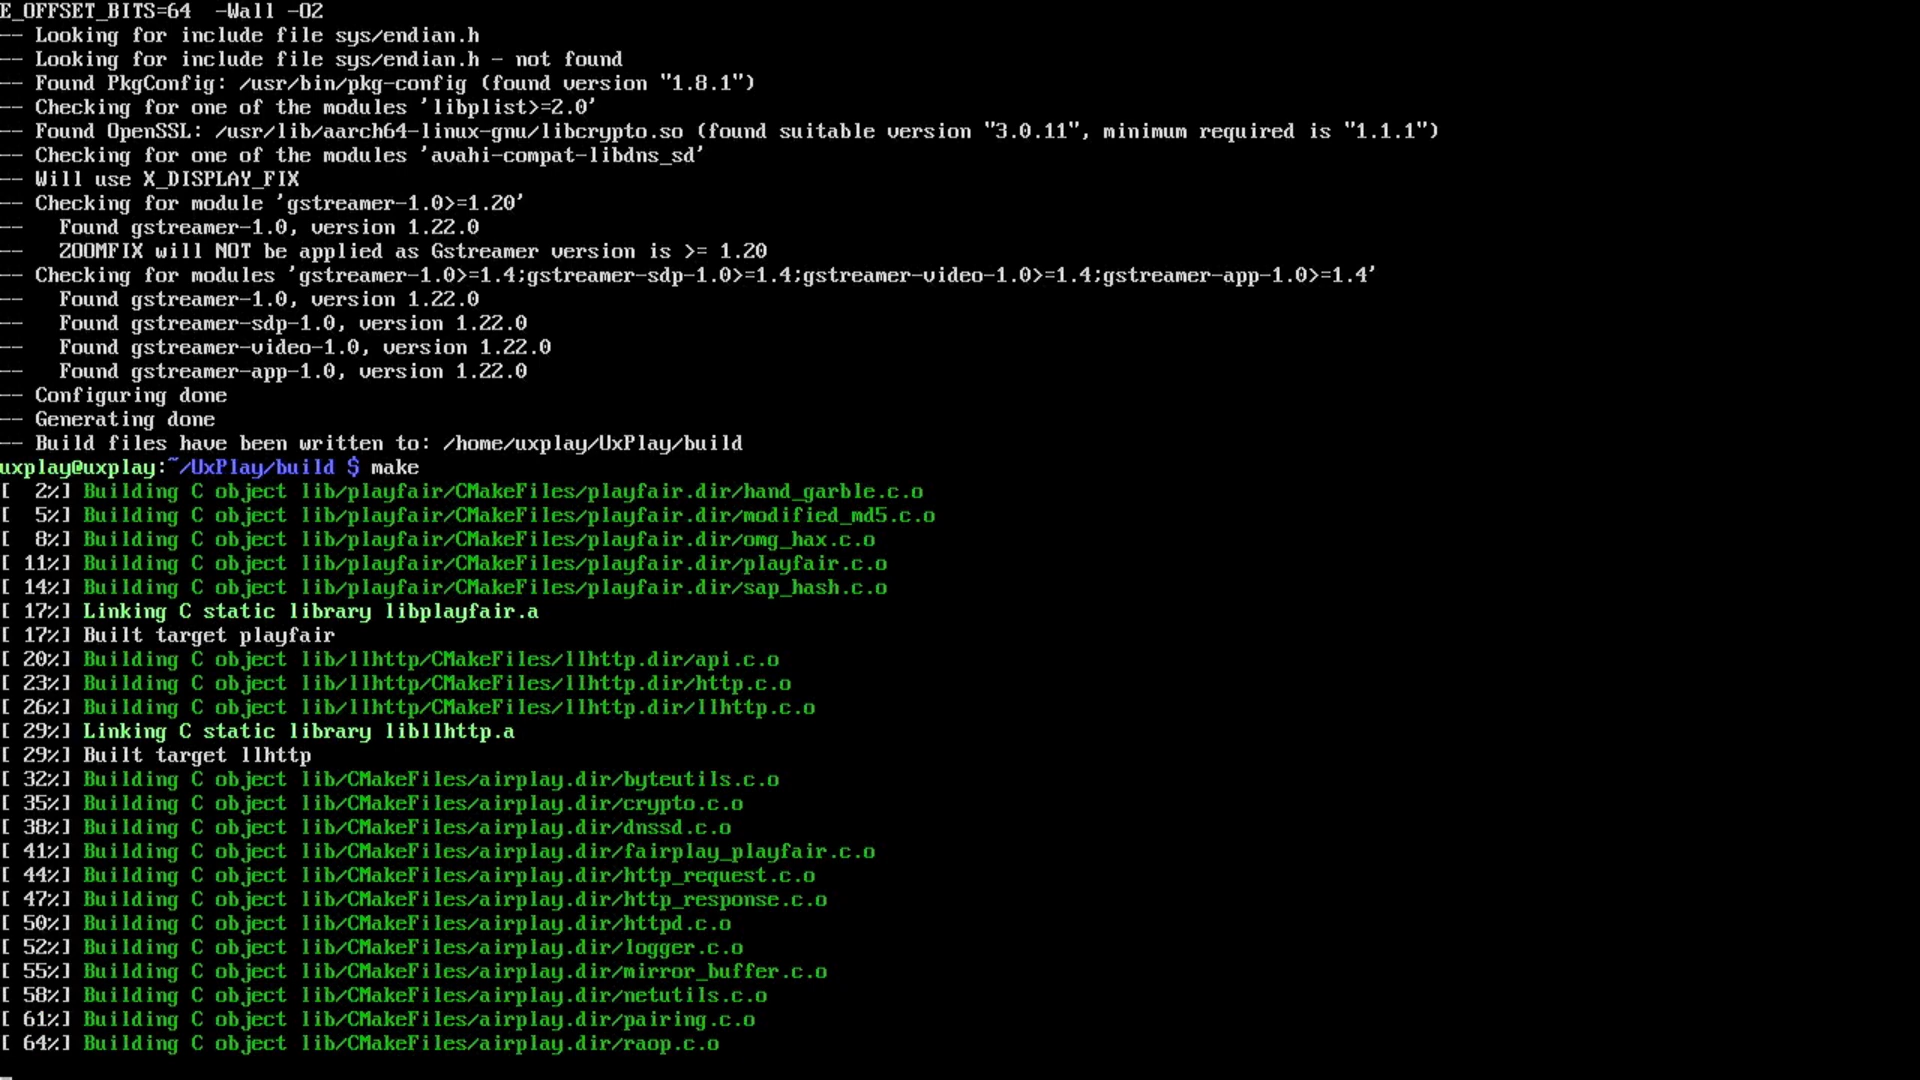 E_OFFSET_BITS=64  -Wall -O2
-- Looking for include file sys/endian.h
-- Looking for include file sys/endian.h - not found
-- Found PkgConfig: /usr/bin/pkg-config (found version "1.8.1")
-- Checking for one of the modules 'libplist>=2.0'
-- Found OpenSSL: /usr/lib/aarch64-linux-gnu/libcrypto.so (found suitable version "3.0.11", minimum required is "1.1.1")
-- Checking for one of the modules 'avahi-compat-libdns_sd'
-- Will use X_DISPLAY_FIX
-- Checking for module 'gstreamer-1.0>=1.20'
--   Found gstreamer-1.0, version 1.22.0
--   ZOOMFIX will NOT be applied as Gstreamer version is >= 1.20
-- Checking for modules 'gstreamer-1.0>=1.4;gstreamer-sdp-1.0>=1.4;gstreamer-video-1.0>=1.4;gstreamer-app-1.0>=1.4'
--   Found gstreamer-1.0, version 1.22.0
--   Found gstreamer-sdp-1.0, version 1.22.0
--   Found gstreamer-video-1.0, version 1.22.0
--   Found gstreamer-app-1.0, version 1.22.0
-- Configuring done
-- Generating done
-- Build files have been written to: /home/uxplay/UxPlay/build
uxplay@uxplay:~/UxPlay/build $ make
[  2%] Building C object lib/playfair/CMakeFiles/playfair.dir/hand_garble.c.o
[  5%] Building C object lib/playfair/CMakeFiles/playfair.dir/modified_md5.c.o
[  8%] Building C object lib/playfair/CMakeFiles/playfair.dir/omg_hax.c.o
[ 11%] Building C object lib/playfair/CMakeFiles/playfair.dir/playfair.c.o
[ 14%] Building C object lib/playfair/CMakeFiles/playfair.dir/sap_hash.c.o
[ 17%] Linking C static library libplayfair.a
[ 17%] Built target playfair
[ 20%] Building C object lib/llhttp/CMakeFiles/llhttp.dir/api.c.o
[ 23%] Building C object lib/llhttp/CMakeFiles/llhttp.dir/http.c.o
[ 26%] Building C object lib/llhttp/CMakeFiles/llhttp.dir/llhttp.c.o
[ 29%] Linking C static library libllhttp.a
[ 29%] Built target llhttp
[ 32%] Building C object lib/CMakeFiles/airplay.dir/byteutils.c.o
[ 35%] Building C object lib/CMakeFiles/airplay.dir/crypto.c.o
[ 38%] Building C object lib/CMakeFiles/airplay.dir/dnssd.c.o
[ 41%] Building C object lib/CMakeFiles/airplay.dir/fairplay_playfair.c.o
[ 44%] Building C object lib/CMakeFiles/airplay.dir/http_request.c.o
[ 47%] Building C object lib/CMakeFiles/airplay.dir/http_response.c.o
[ 50%] Building C object lib/CMakeFiles/airplay.dir/httpd.c.o
[ 52%] Building C object lib/CMakeFiles/airplay.dir/logger.c.o
[ 55%] Building C object lib/CMakeFiles/airplay.dir/mirror_buffer.c.o
[ 58%] Building C object lib/CMakeFiles/airplay.dir/netutils.c.o
[ 61%] Building C object lib/CMakeFiles/airplay.dir/pairing.c.o
[ 64%] Building C object lib/CMakeFiles/airplay.dir/raop.c.o